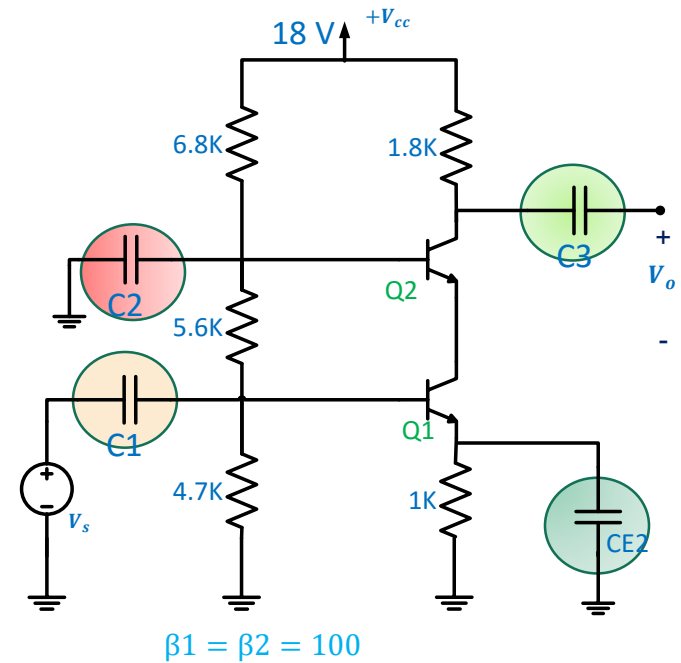 18 V
+Vcc
6.8K
1.8K
C2
C3
+
Vo
-
Q2
5.6K
C1
Q1
Vs
4.7K
1K
CE2
β1 = β2 = 100